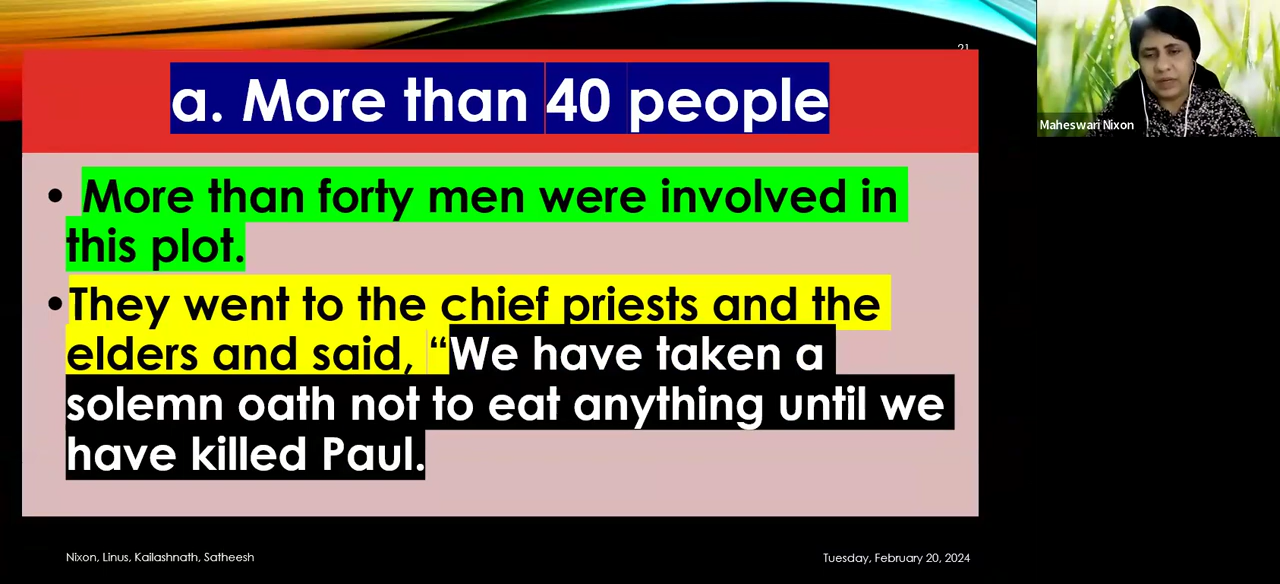 21
a. More than 40 people
• More than forty men were involved in
this plot.
•They went to the chief priests and the
elders and said, “We have taken a
solemn oath not to eat anything until we
have killed Paul.
Nixon, Linus, Kailashnath, Satheesh
Tuesday, February 20, 2024
Maheswari Nixon